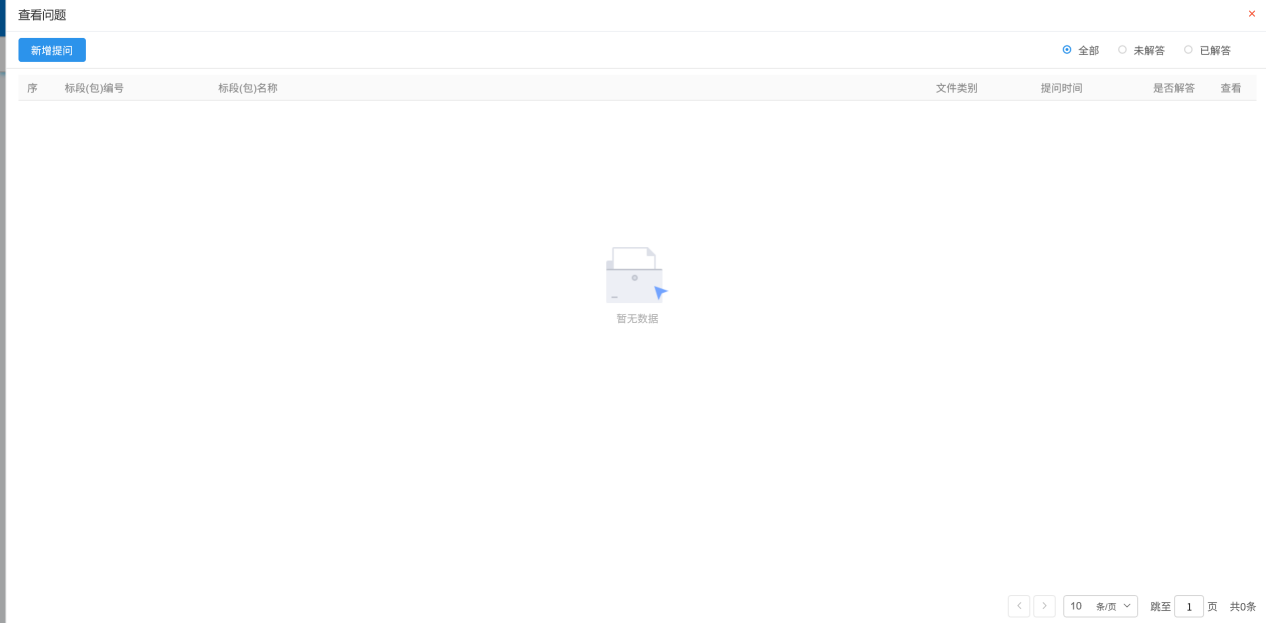 查看问题
新增提问 全部 未解答 已解答
序 标段(包)编号 标段(包)名称 文件类别 提问时间 是否解答 查看
暂无数据
10 条/页 跳至 1 页 共0条